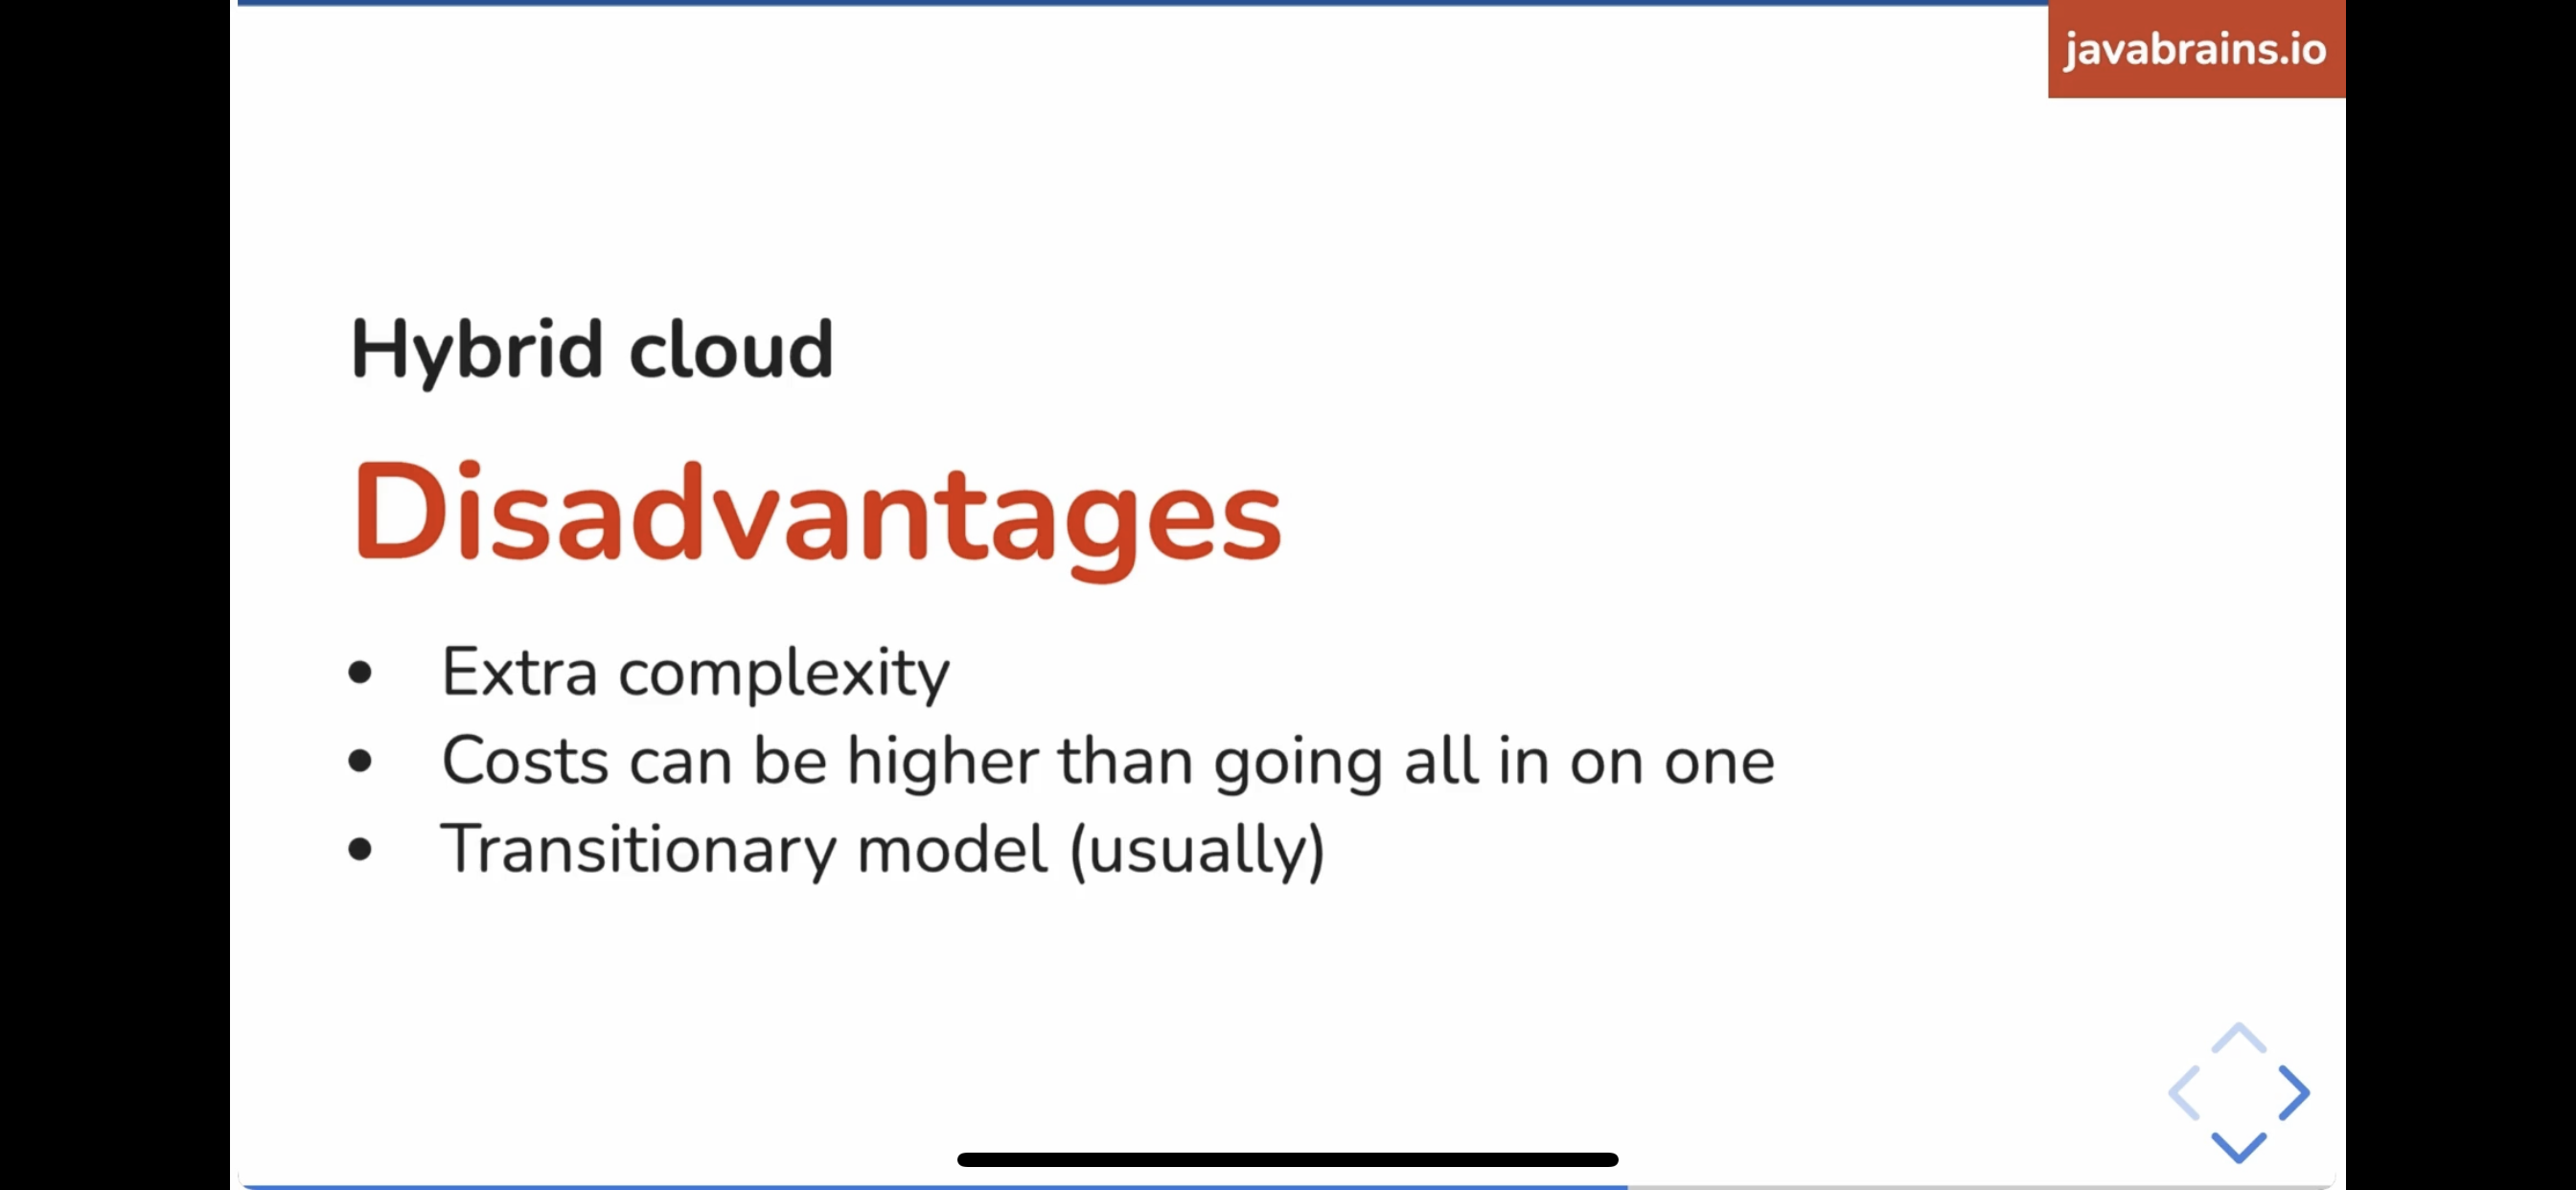 javabrains.io
Hybrid cloud
Disadvantages
• Extra complexity
• Costs can be higher than going all in on one
• Transitionary model (usually)